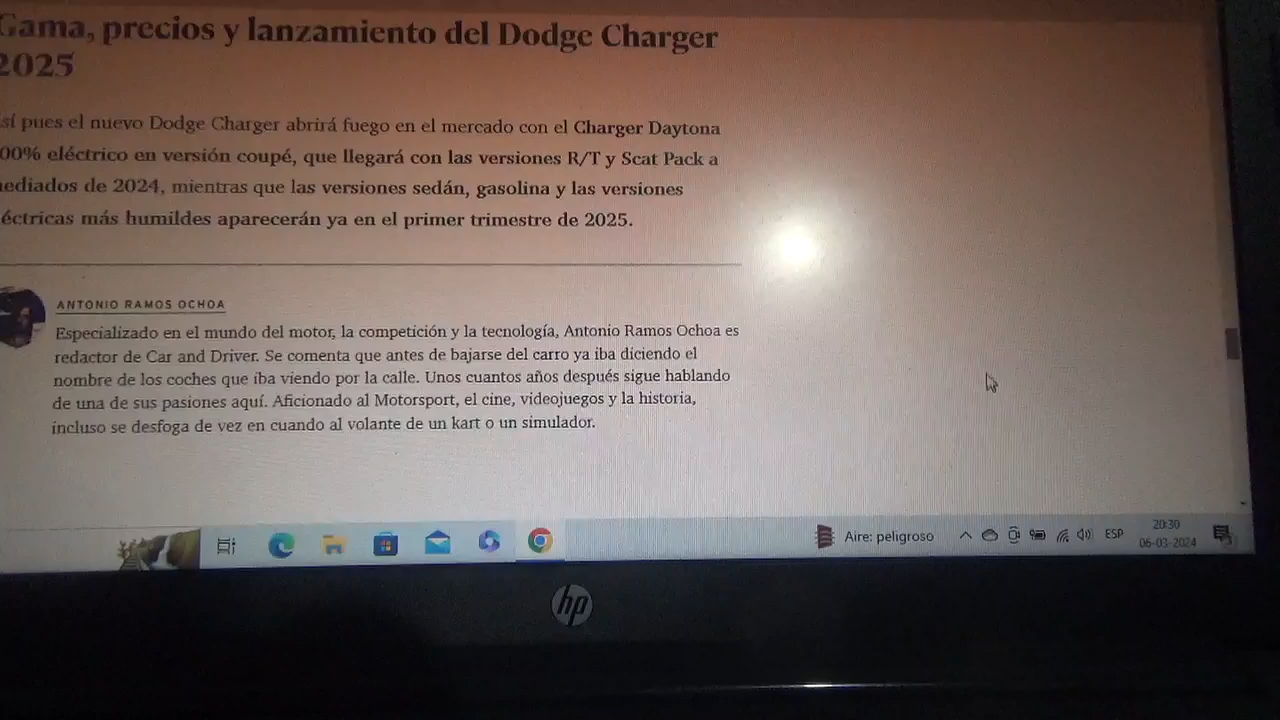 Gama, precios y lanzamiento del Dodge Charger
2025
sí pues el nuevo Dodge Charger abrirá fuego en el mercado con el Charger Daytona
00% eléctrico en versión coupé, que llegará con las versiones R/T y Scat Pack a
mediados de 2024, mientras que las versiones sedán, gasolina y las versiones
éctricas más humildes aparecerán ya en el primer trimestre de 2025.
ANTONIO RAMOS OCHOA
Especializado en el mundo del motor, la competición y la tecnología, Antonio Ramos Ochoa es
redactor de Car and Driver. Se comenta que antes de bajarse del carro ya iba diciendo el
nombre de los coches que iba viendo por la calle. Unos cuantos años después sigue hablando
de una de sus pasiones aquí. Aficionado al Motorsport, el cine, videojuegos y la historia,
incluso se desfoga de vez en cuando al volante de un kart o un simulador.
Aire: peligroso
ESP
20:30
06-03-2024
hp